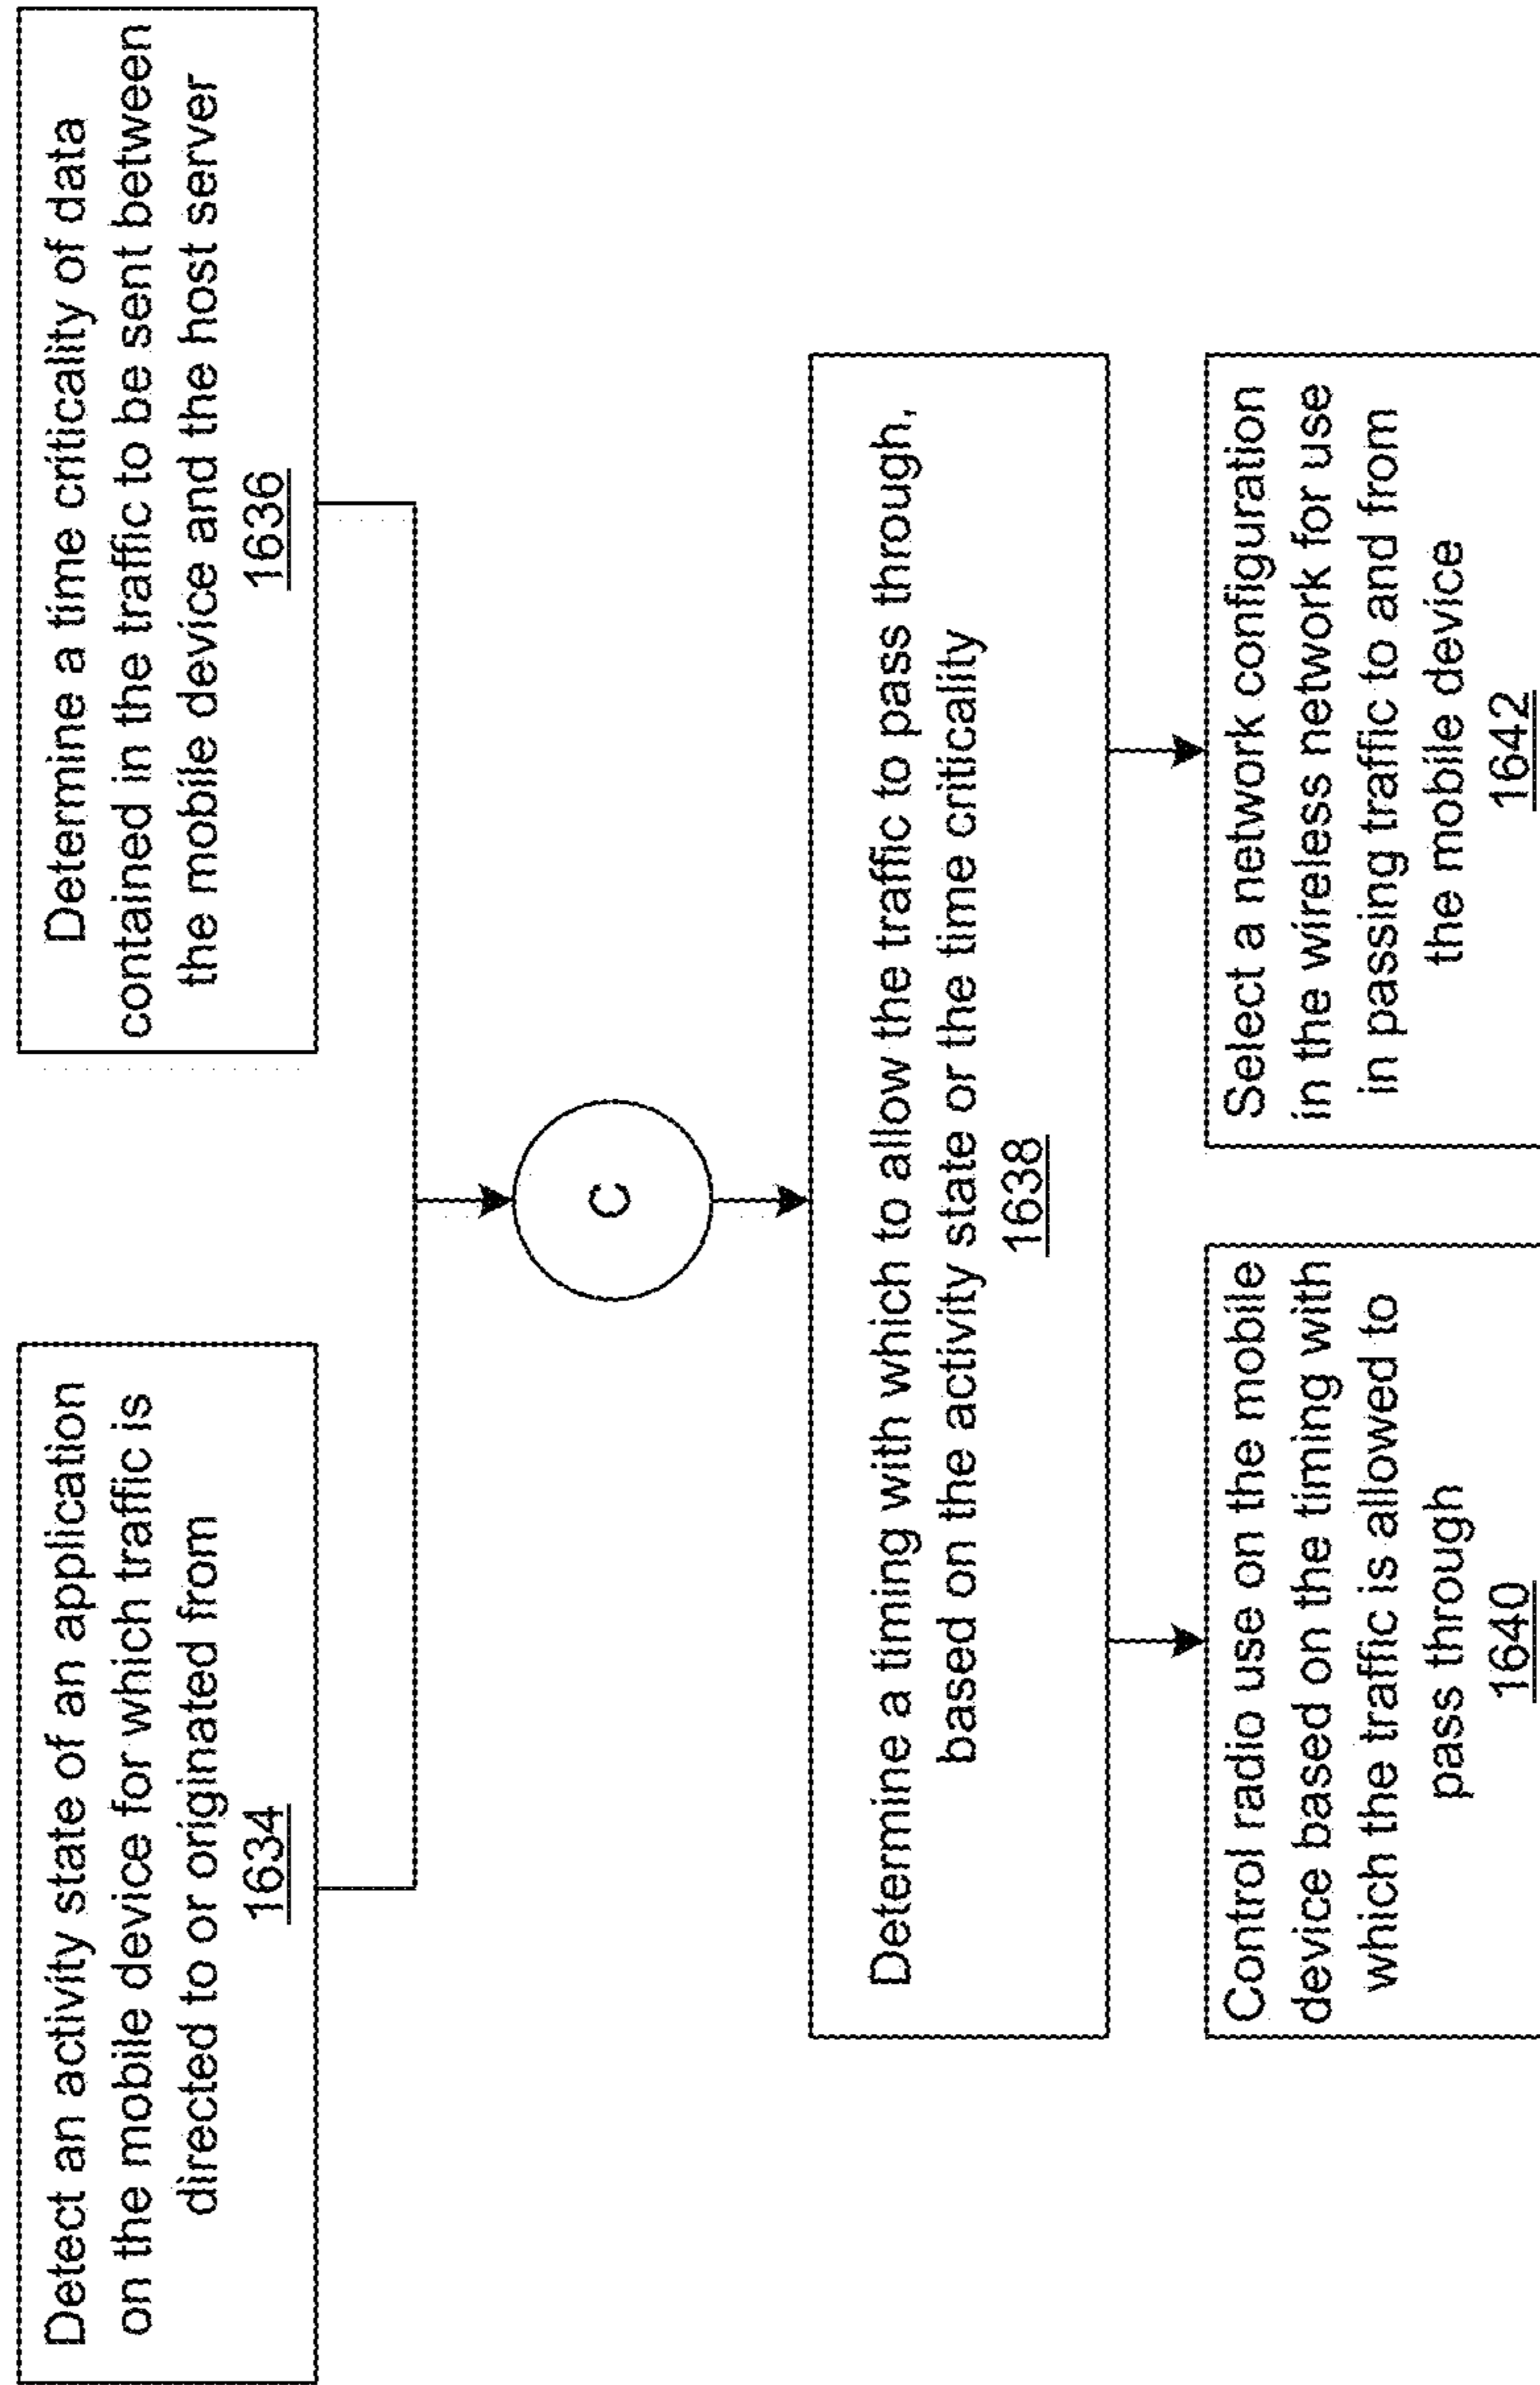 Detect an activity state of an application
on the mobile device for which traffic is
directed to or originated from
1634
Determine a time criticality of data
contained in the traffic to be sent between
the mobile device and the host server
1636
C
Determine a timing with which to allow the traffic to pass through,
based on the activity state or the time criticality
1638
Control radio use on the mobile
device based on the timing with
which the traffic is allowed to
pass through
1640
Select a network configuration
in the wireless network for use
in passing traffic to and from
the mobile device
1642